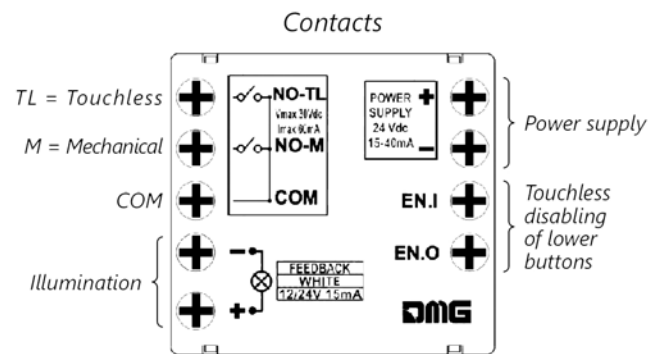 Contacts
TL = Touchless
M = Mechanical
COM
Illumination
NO-TL
Vmax 30Vdc
Imax 60mA
NO-M
COM
- 
+
FEEDBACK
WHITE
12/24V 15mA
POWER +
SUPPLY
24 Vdc
15-40mA -
EN.I
EN.O
DMG
Power supply
Touchless
disabling
of lower
buttons